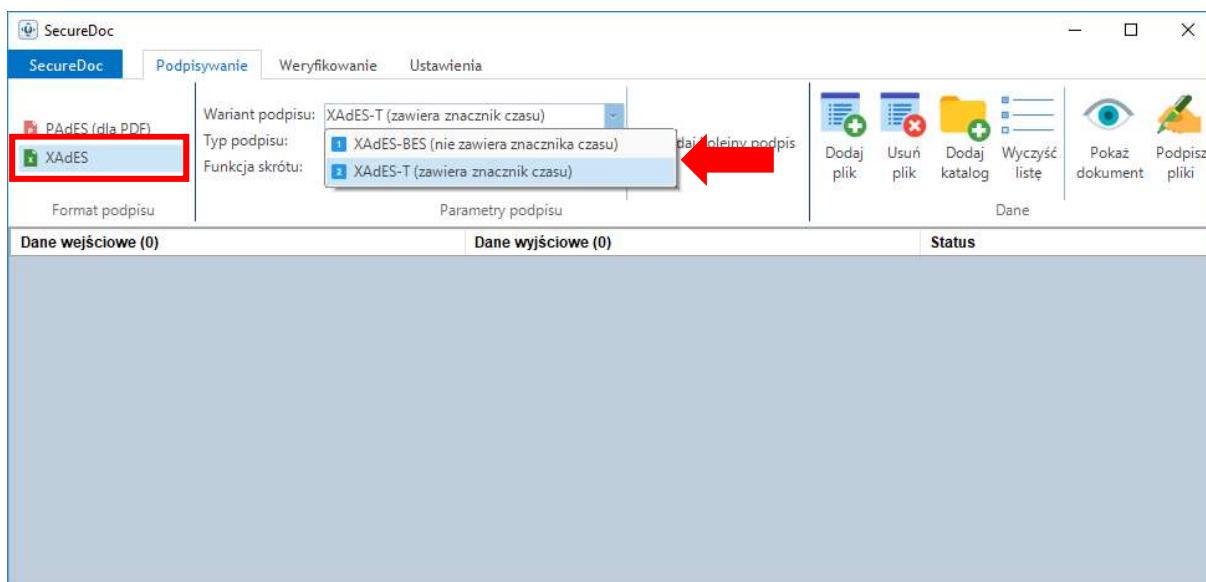 SecureDoc
SecureDoc Podpisywanie Weryfikowanie Ustawienia
PAdES (dla PDF)
XAdES
Format podpisu
Wariant podpisu: XAdES-T (zawiera znacznik czasu)
Typ podpisu:
Funkcja skrótu:
1 XAdES-BES (nie zawiera znacznika czasu)
2 XAdES-T (zawiera znacznik czasu)
podpis
Parametry podpisu
Dodaj plik
Usuń plik
Dodaj katalog
Wyczyść listę
Pokaż dokument
Podpisz pliki
Dane
Dane wejściowe (0) Dane wyjściowe (0) Status